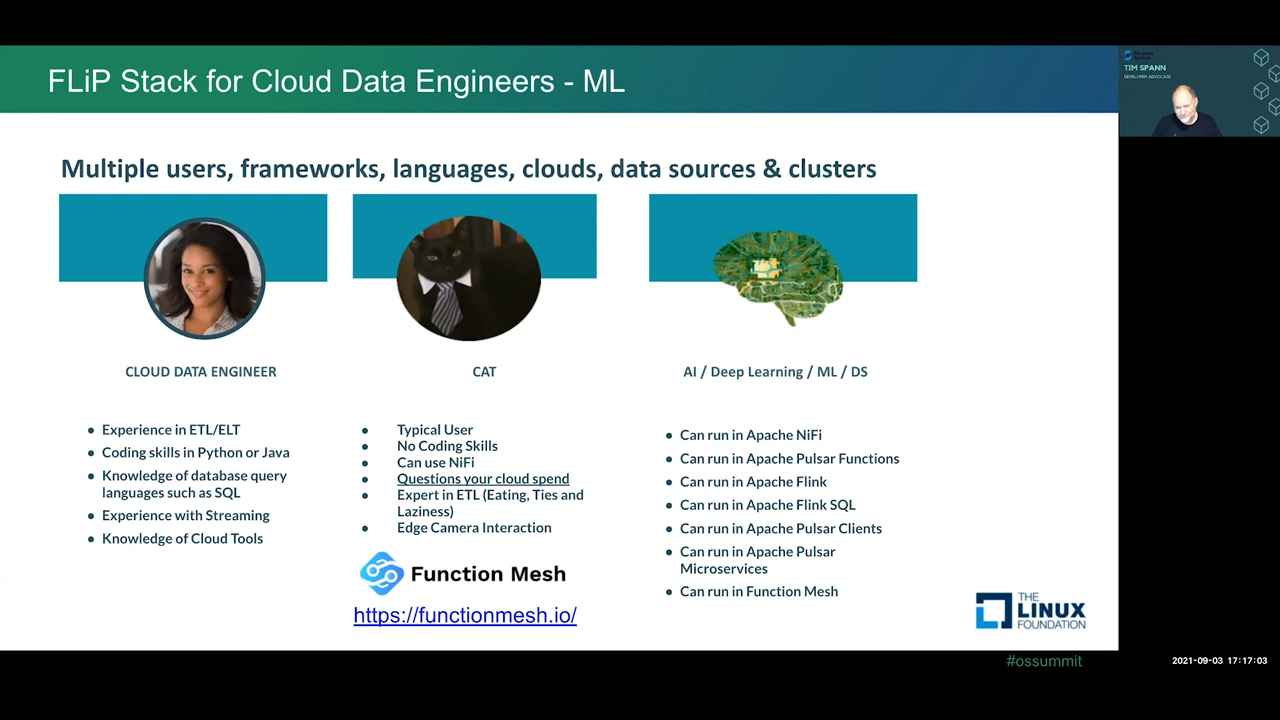 FLiP Stack for Cloud Data Engineers - ML
TIM SPANN
DEVELOPER ADVOCATE
Multiple users, frameworks, languages, clouds, data sources & clusters
CLOUD DATA ENGINEER
Experience in ETL/ELT
Coding skills in Python or Java
Knowledge of database query
languages such as SQL
Experience with Streaming
Knowledge of Cloud Tools
CAT
Typical User
No Coding Skills
Can use NiFi
Questions your cloud spend
Expert in ETL (Eating, Ties and
Laziness)
Edge Camera Interaction
Function Mesh
https://functionmesh.io/
AI / Deep Learning / ML / DS
Can run in Apache NiFi
Can run in Apache Pulsar Functions
Can run in Apache Flink
Can run in Apache Flink SQL
Can run in Apache Pulsar Clients
Can run in Apache Pulsar
Microservices
Can run in Function Mesh
THE
LINUX
FOUNDATION
#ossummit
2021-09-03 17:17:03